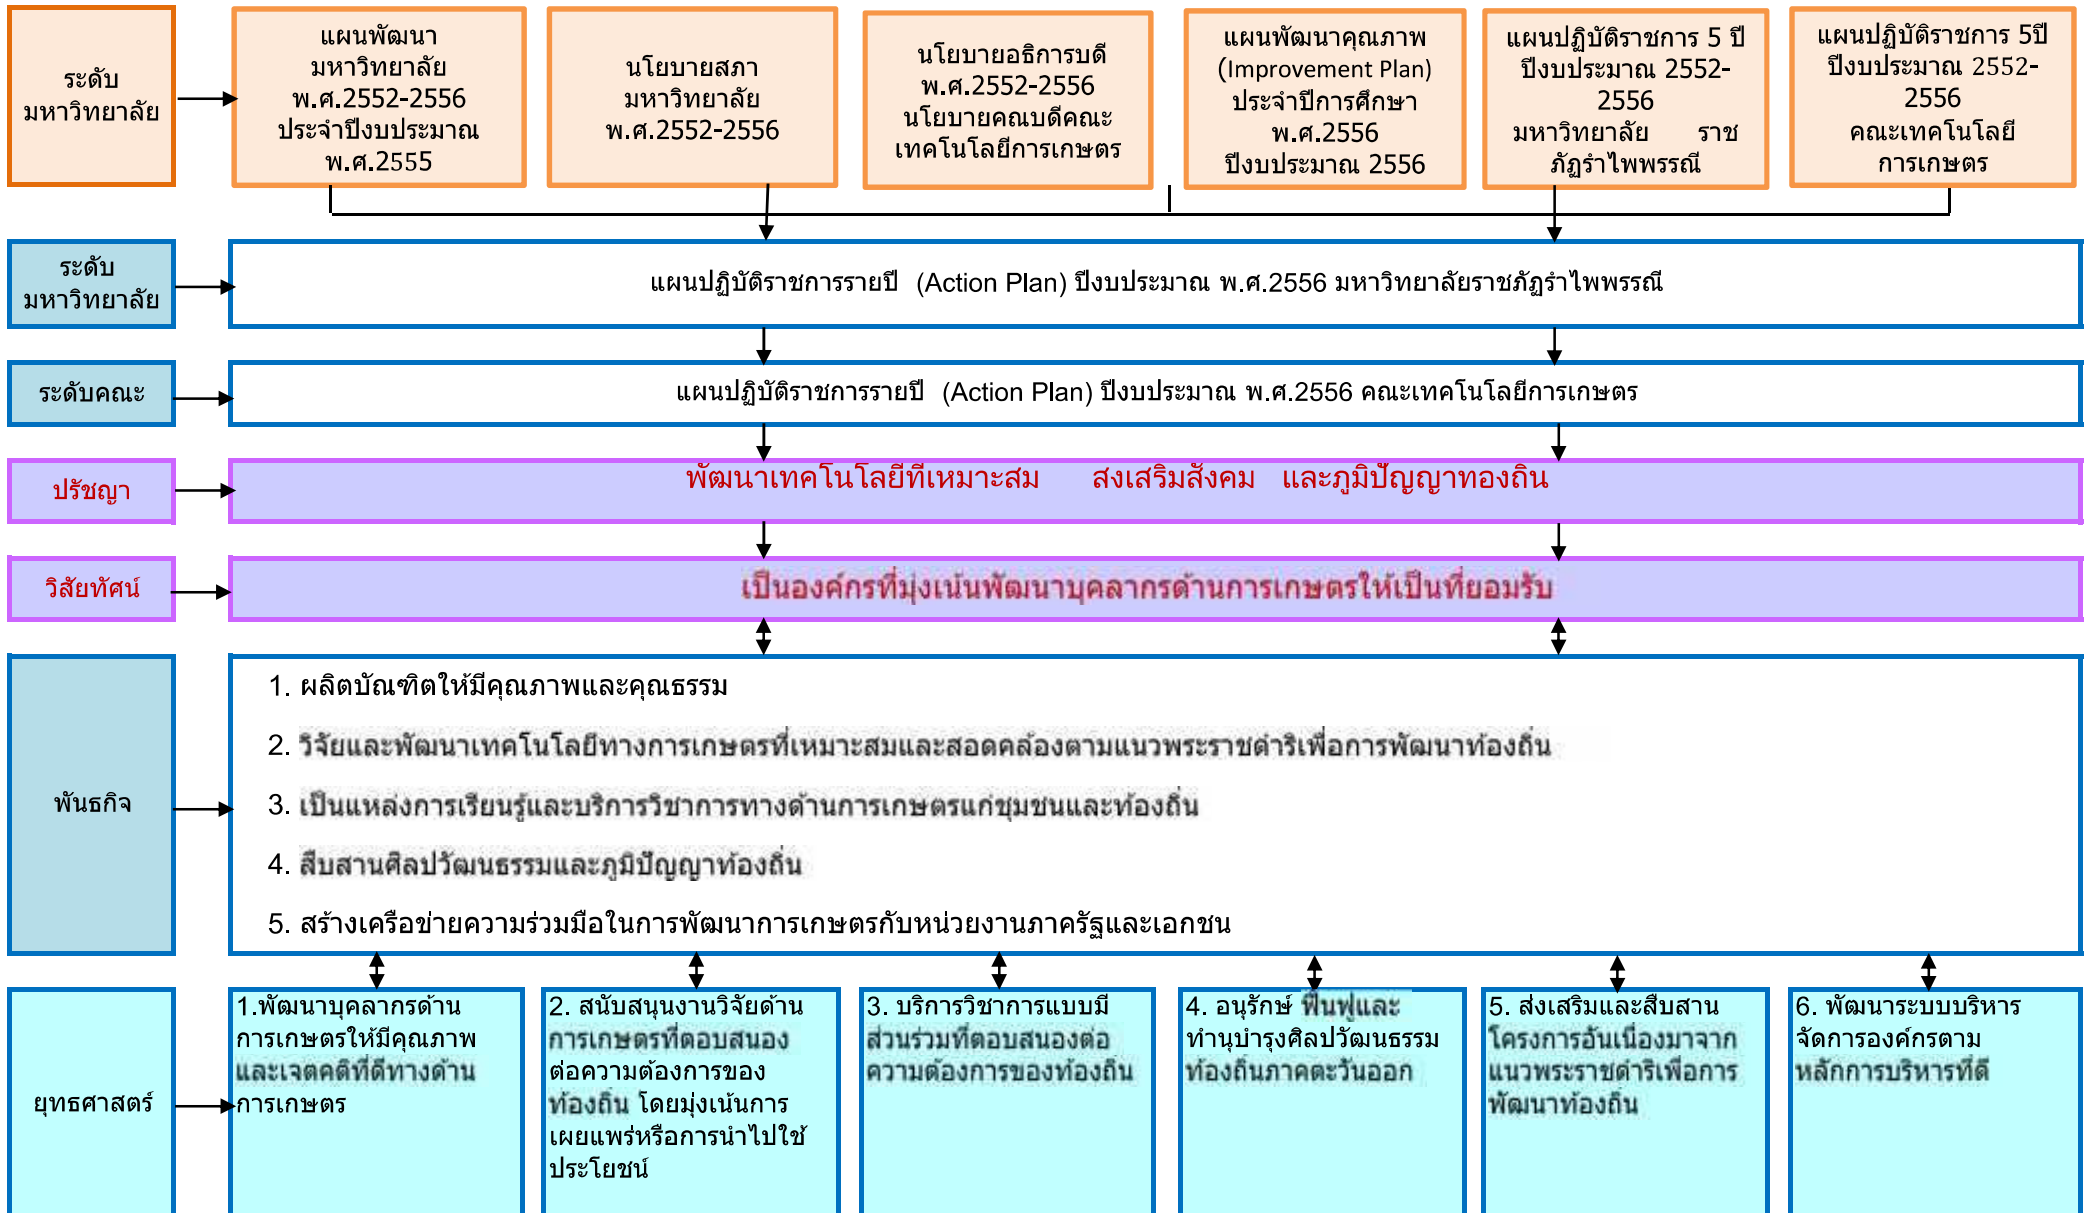 ระดับ
มหาวิทยาลัย
แผนพัฒนา
มหาวิทยาลัย
พ.ศ.2552-2556
ประจำปีงบประมาณ
พ.ศ.2555
นโยบายสภา
มหาวิทยาลัย
พ.ศ.2552-2556
นโยบายอธิการบดี
พ.ศ.2552-2556
นโยบายคณบดีคณะ
เทคโนโลยีการเกษตร
แผนพัฒนาคุณภาพ
(Improvement Plan)
ประจำปีการศึกษา
พ.ศ.2556
ปีงบประมาณ 2556
แผนปฏิบัติราชการ 5 ปี
ปีงบประมาณ 2552-
2556
มหาวิทยาลัย ราช
ภัฏรำไพพรรณี
แผนปฏิบัติราชการ 5ปี
ปีงบประมาณ 2552-
2556
คณะเทคโนโลยี
การเกษตร
ระดับ
มหาวิทยาลัย
แผนปฏิบัติราชการรายปี (Action Plan) ปีงบประมาณ พ.ศ.2556 มหาวิทยาลัยราชภัฏรำไพพรรณี
ระดับคณะ
แผนปฏิบัติราชการรายปี (Action Plan) ปีงบประมาณ พ.ศ.2556 คณะเทคโนโลยีการเกษตร
ปรัชญา
พัฒนาเทคโนโลยีทีเหมาะสม สงเสริมสังคม และภูมิปัญญาทองถิน
วิสัยทัศน์
เป็นองค์กรที่มุ่งเน้นพัฒนาบุคลากรด้านการเกษตรให้เป็นที่ยอมรับ
พันธกิจ
1. ผลิตบัณฑิตให้มีคุณภาพและคุณธรรม
2. วิจัยและพัฒนาเทคโนโลยีทางการเกษตรที่เหมาะสมและสอดคล้องตามแนวพระราชดำริเพื่อการพัฒนาท้องถิ่น
3. เป็นแหล่งการเรียนรู้และบริการวิชาการทางด้านการเกษตรแก่ชุมชนและท้องถิ่น
4. สืบสานศิลปวัฒนธรรมและภูมิปัญญาท้องถิ่น
5. สร้างเครือข่ายความร่วมมือในการพัฒนาการเกษตรกับหน่วยงานภาครัฐและเอกชน
ยุทธศาสตร์
1.พัฒนาบุคลากรด้าน
การเกษตรให้มีคุณภาพ
และเจตคติที่ดีทางด้าน
การเกษตร
2. สนับสนุนงานวิจัยด้าน
การเกษตรที่ตอบสนอง
ต่อความต้องการของ
ท้องถิ่น โดยมุ่งเน้นการ
เผยแพร่หรือการนำไปใช้
ประโยชน์
3. บริการวิชาการแบบมี
ส่วนร่วมที่ตอบสนองต่อ
ความต้องการของท้องถิ่น
4. อนุรักษ์ ฟื้นฟูและ
ทำนุบำรุงศิลปวัฒนธรรม
ท้องถิ่นภาคตะวันออก
5. ส่งเสริมและสืบสาน
โครงการอันเนื่องมาจาก
แนวพระราชดำริเพื่อการ
พัฒนาท้องถิ่น
6. พัฒนาระบบบริหาร
จัดการองค์กรตาม
หลักการบริหารที่ดี